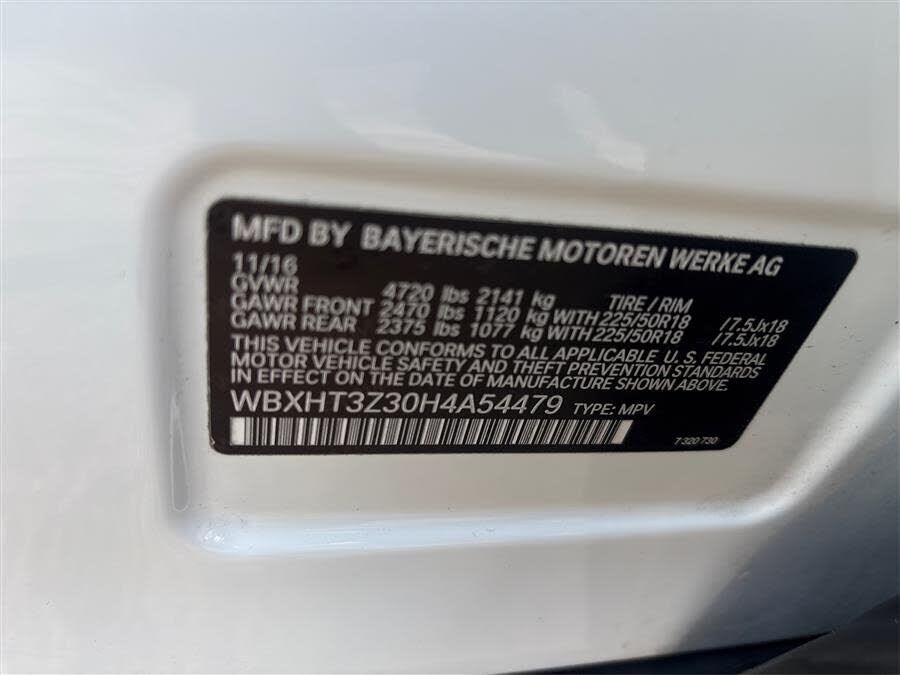 MFD BY BAYERISCHE MOTOREN WERKE AG
11/16
GVWR 4720 lbs 2141 kg TIRE / RIM
GAWR FRONT 2470 lbs 1120 kg WITH 225/50R18 /7.5Jx18
GAWR REAR 2375 lbs 1077 kg WITH 225/50R18 /7.5Jx18
THIS VEHICLE CONFORMS TO ALL APPLICABLE U.S. FEDERAL
MOTOR VEHICLE SAFETY AND THEFT PREVENTION STANDARDS
IN EFFECT ON THE DATE OF MANUFACTURE SHOWN ABOVE.
WBXHT3Z30H4A54479 TYPE: MPV
7 320 730